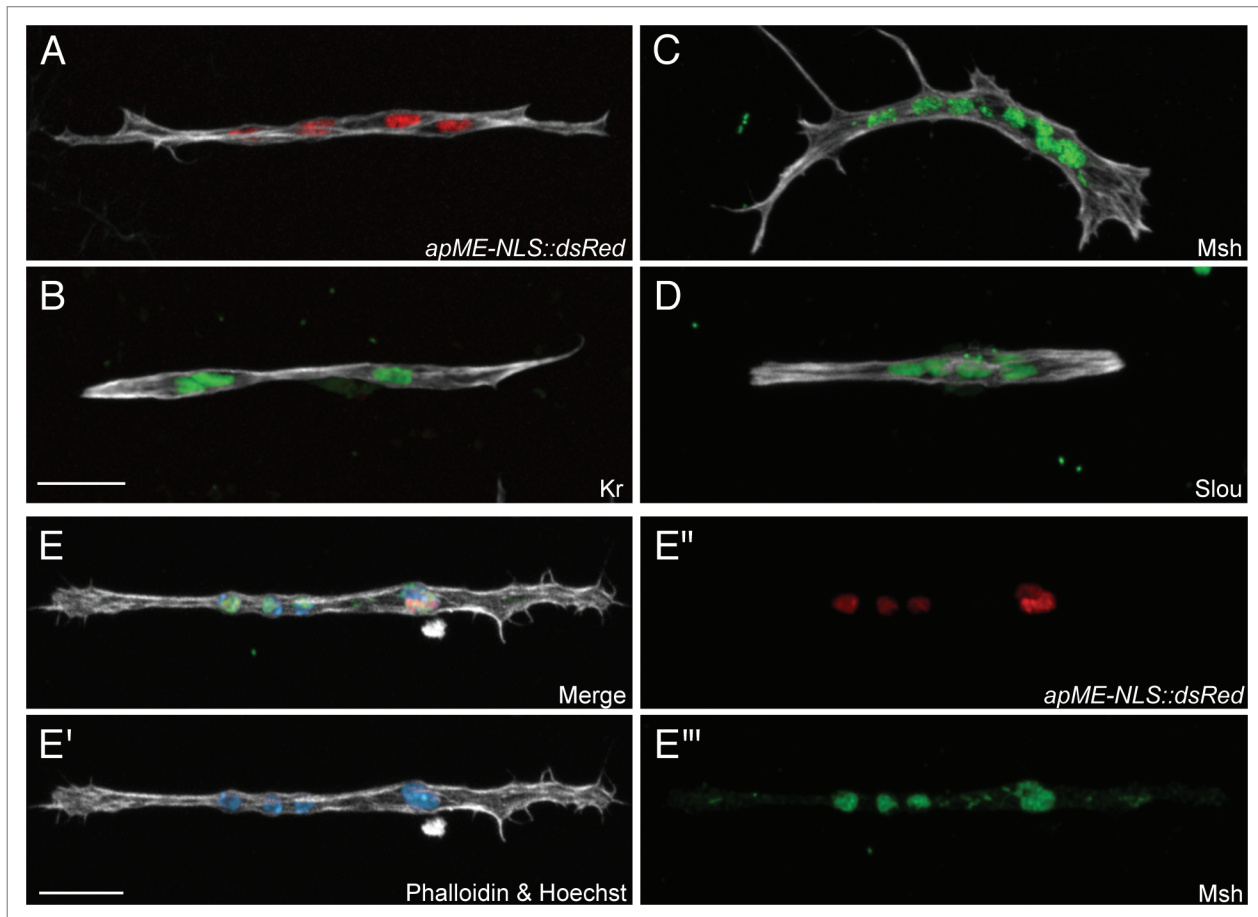 A
apME-NLS::dsRed
C
Msh
B
Kr
D
Slou
E
Merge
E"
apME-NLS::dsRed
E'
Phalloidin & Hoechst
E'''
Msh